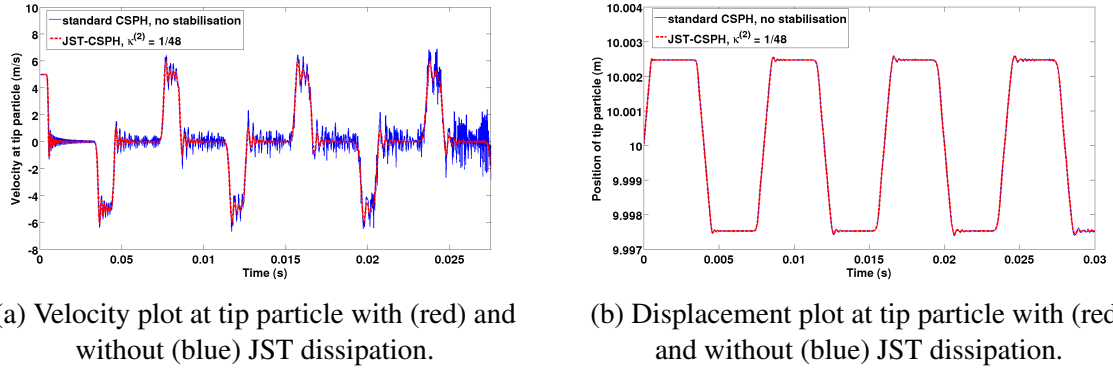 standard CSPH, no stabilisation
JST-CSPH, κ(2) = 1/48
Velocity at tip particle (m/s)
10
8
6
4
2
0
-2
-4
-6
-8
0
0.005
0.01
0.015
0.02
0.025
Time (s)
standard CSPH, no stabilisation
JST-CSPH, κ(2) = 1/48
Position of tip particle (m)
10.004
10.003
10.002
10.001
10
9.999
9.998
9.997
0.005
0.01
0.015
0.02
0.025
0.03
Time (s)
a) Velocity plot at tip particle with (red) and
without (blue) JST dissipation.
(b) Displacement plot at tip particle with (red
and without (blue) JST dissipation.